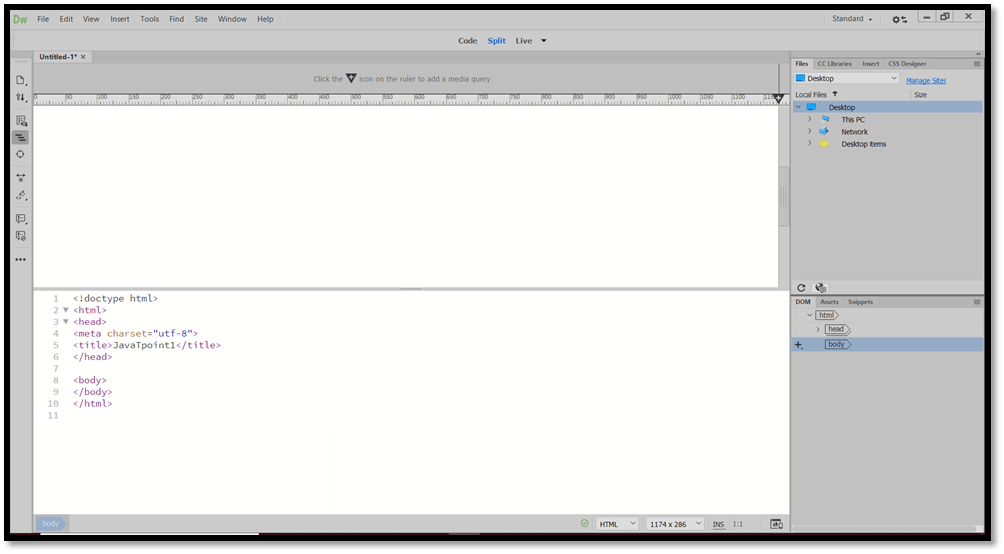 Dw File Edit View Insert Tools Find Site Window Help Standard
Code Split Live
Untitled-1* ×
Click the icon on the ruler to add a media query
0 50 100 150 200 250 300 350 400 450 500 550 600 650 700 750 800 850 900 950 1000 1050 1100
Files CC Libraries Insert CSS Designer
Desktop Manage Sites
Local Files Size
Desktop
This PC
Network
Desktop items
1 <!doctype html>
2 <html>
3 <head>
4 <meta charset="utf-8">
5 <title>JavaTpoint1</title>
6 </head>
7
8 <body>
9 </body>
10 </html>
11
DOM Assets Snippets
html
head
body
body HTML 1174 x 286 INS 1:1